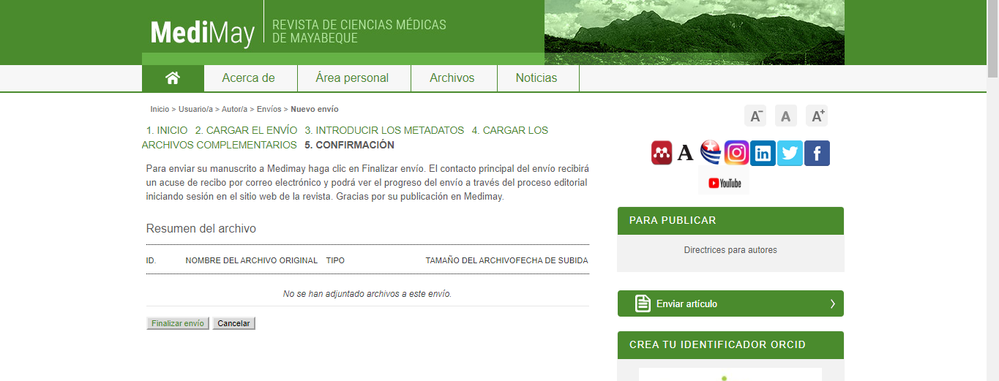 MediMay
REVISTA DE CIENCIAS MÉDICAS
DE MAYABEQUE
Acerca de
Área personal
Archivos
Noticias
Inicio > Usuario/a > Autor/a > Envíos > Nuevo envío
1. INICIO 2. CARGAR EL ENVÍO 3. INTRODUCIR LOS METADATOS 4. CARGAR LOS
ARCHIVOS COMPLEMENTARIOS 5. CONFIRMACIÓN
Para enviar su manuscrito a Medimay haga clic en Finalizar envío. El contacto principal del envío recibirá
un acuse de recibo por correo electrónico y podrá ver el progreso del envío a través del proceso editorial
iniciando sesión en el sitio web de la revista. Gracias por su publicación en Medimay.
Resumen del archivo
ID. NOMBRE DEL ARCHIVO ORIGINAL TIPO TAMAÑO DEL ARCHIVOFECHA DE SUBIDA
No se han adjuntado archivos a este envío.
Finalizar envío Cancelar
A- A A+
A
in
f
YouTube
PARA PUBLICAR
Directrices para autores
Enviar artículo
CREA TU IDENTIFICADOR ORCID